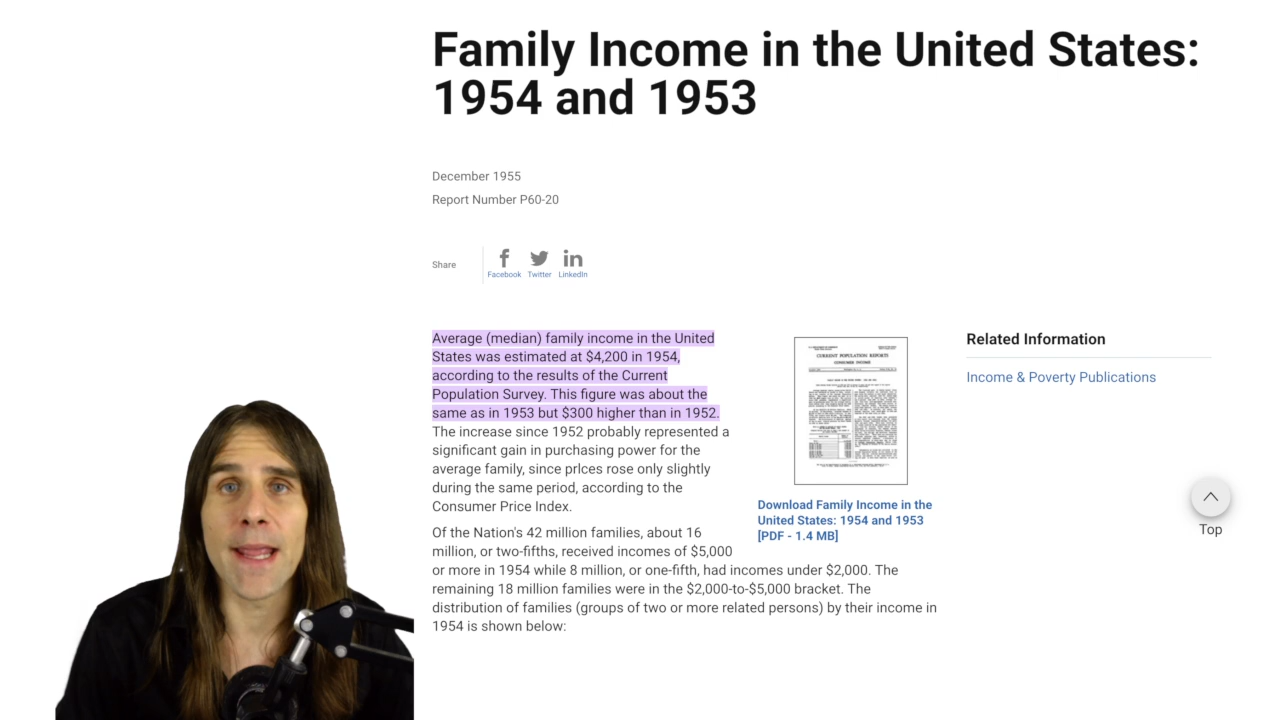 Family Income in the United States:
1954 and 1953
December 1955
Report Number P60-20
Share
Facebook
Twitter
LinkedIn
Average (median) family income in the United
States was estimated at $4,200 in 1954,
according to the results of the Current
Population Survey. This figure was about the
same as in 1953 but $300 higher than in 1952.
The increase since 1952 probably represented a
significant gain in purchasing power for the
average family, since prlces rose only slightly
during the same period, according to the
Consumer Price Index.
Of the Nation's 42 million families, about 16
million, or two-fifths, received incomes of $5,000
or more in 1954 while 8 million, or one-fifth, had incomes under $2,000. The
remaining 18 million families were in the $2,000-to-$5,000 bracket. The
distribution of families (groups of two or more related persons) by their income in
1954 is shown below:
CURRENT POPULATION REPORTS
CONSUMER INCOME
Download Family Income in the
United States: 1954 and 1953
[PDF - 1.4 MB]
Related Information
Income & Poverty Publications
Top